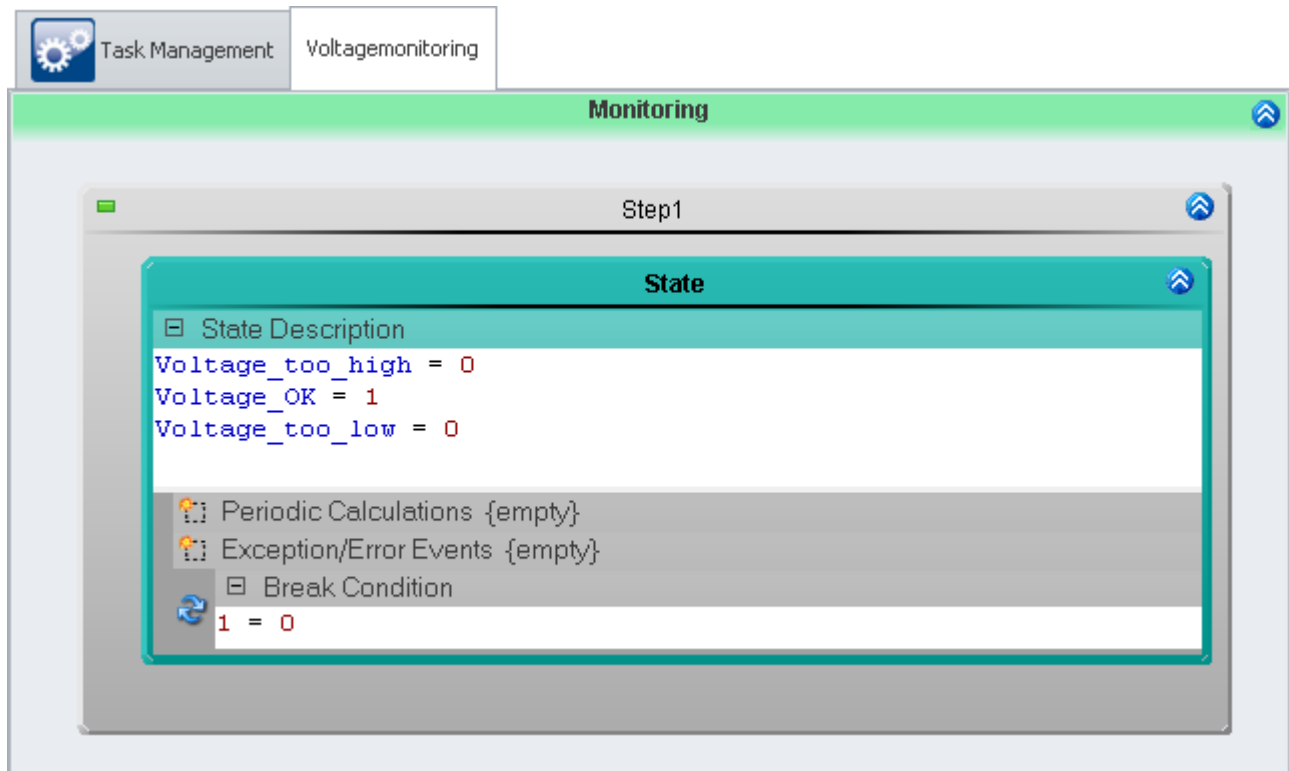 Task Management
Voltagemonitoring
Monitoring
Step1
State
State Description
Voltage_too_high = 0
Voltage_OK = 1
Voltage_too_low = 0
Periodic Calculations {empty}
Exception/Error Events {empty}
Break Condition
1 = 0